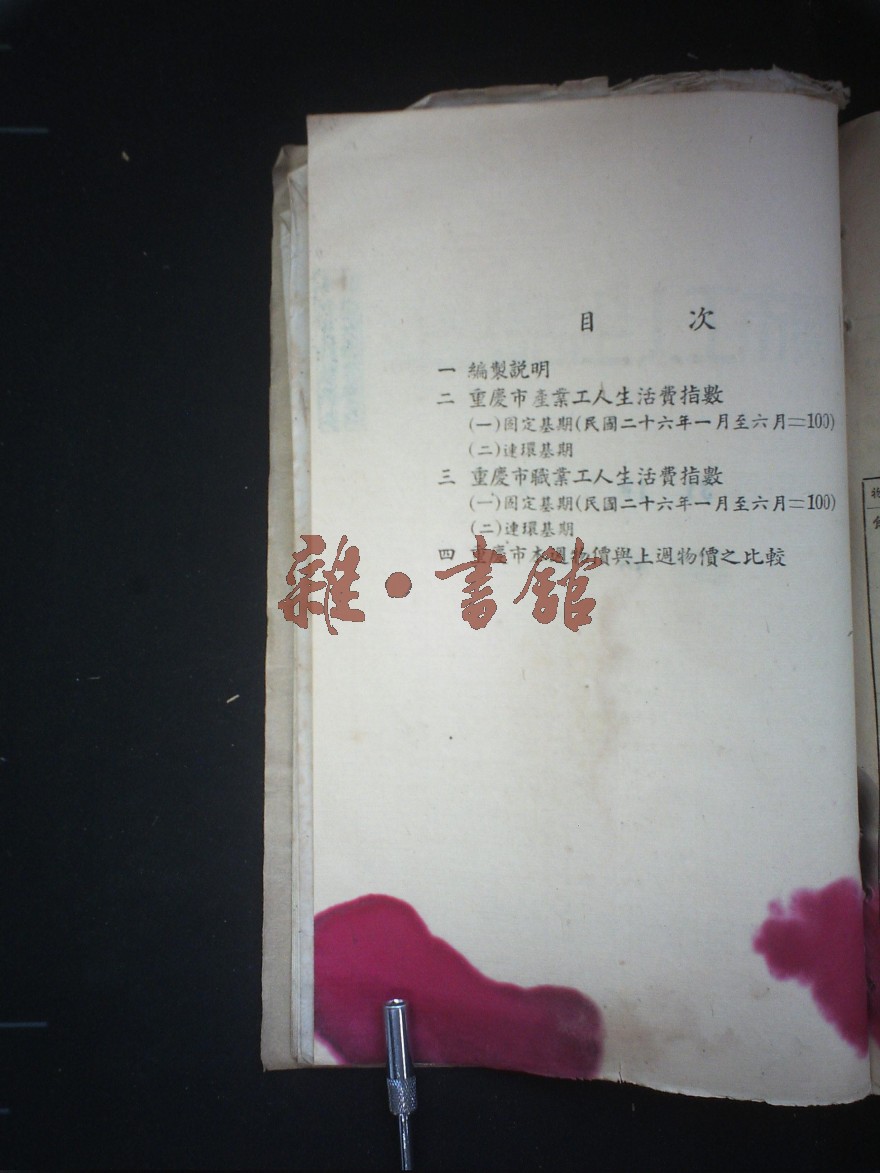 目次
一 編製説明
二 重慶市產業工人生活費指數
(一)固定基期(民國二十六年一月至六月=100)
(二)連環基期
三 重慶市職業工人生活費指數
(一)固定基期(民國二十六年一月至六月=100)
(二)連環基期
四 重慶市本週物價與上週物價之比較
雜·書館